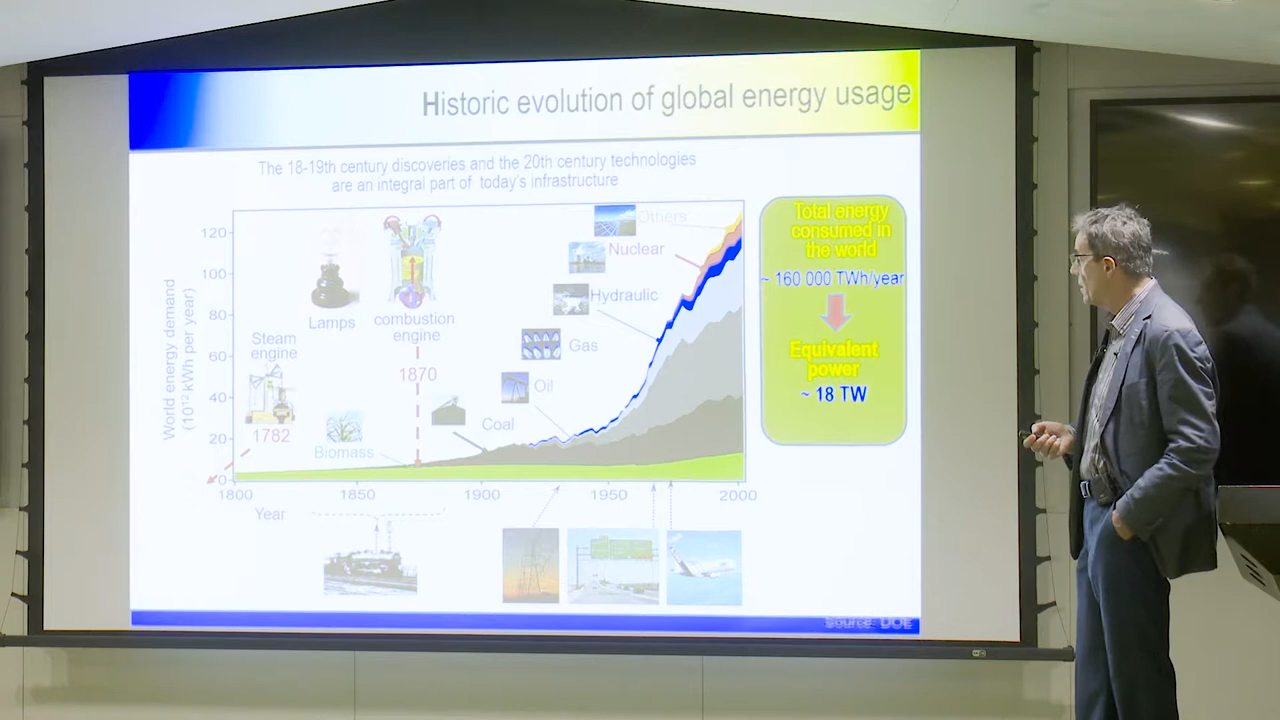 Historic evolution of global energy usage
The 18-19th century discoveries and the 20th century technologies
are an integral part of today's infrastructure
World energy demand
(10¹² kWh per year)
120
100
80
60
40
20
0
Steam
engine
1782
Lamps
combustion
engine
1870
Biomass
Coal
Oil
Gas
Hydraulic
Nuclear
Others
1800
1850
1900
1950
2000
Year
Total energy
consumed in
the world
~ 160 000 TWh/year
Equivalent
power
~ 18 TW
Source: DOE